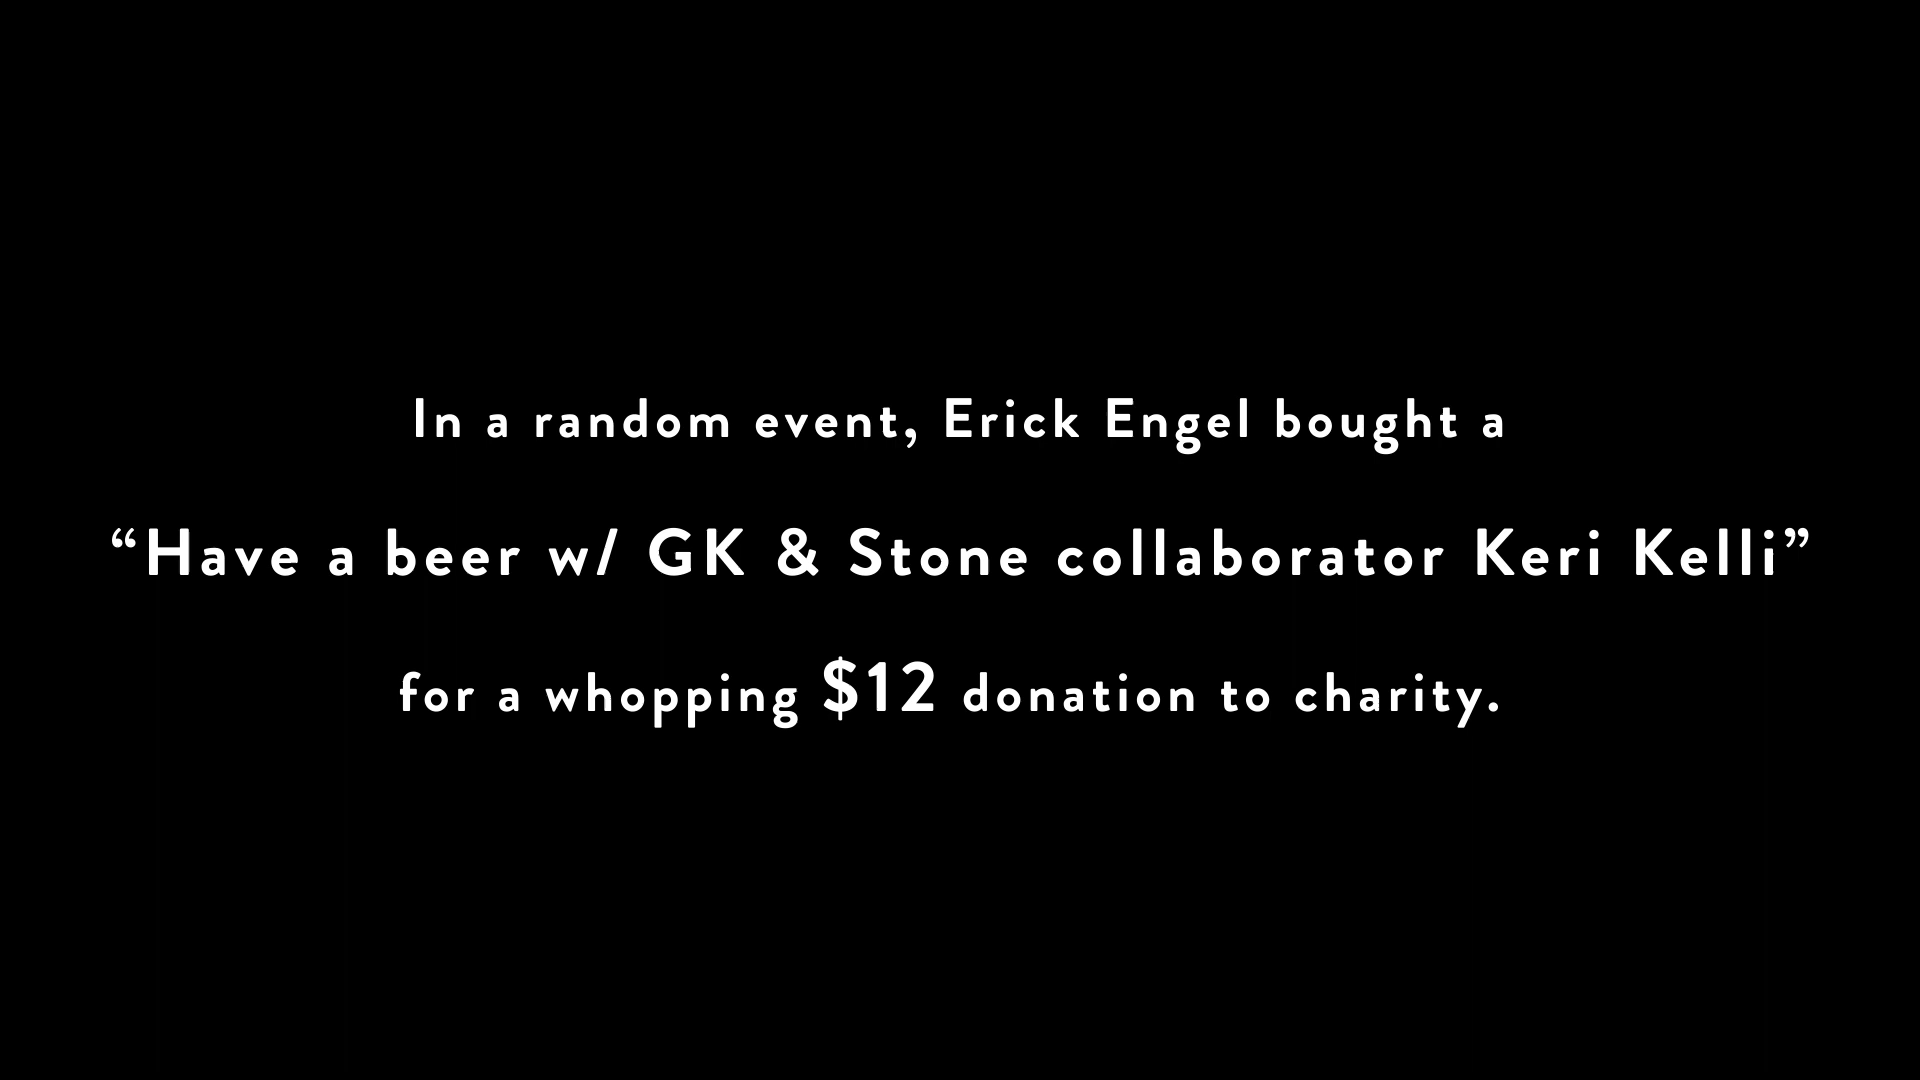 In a random event, Erick Engel bought a
“Have a beer w/ GK & Stone collaborator Keri Kelli”
for a whopping $12 donation to charity.